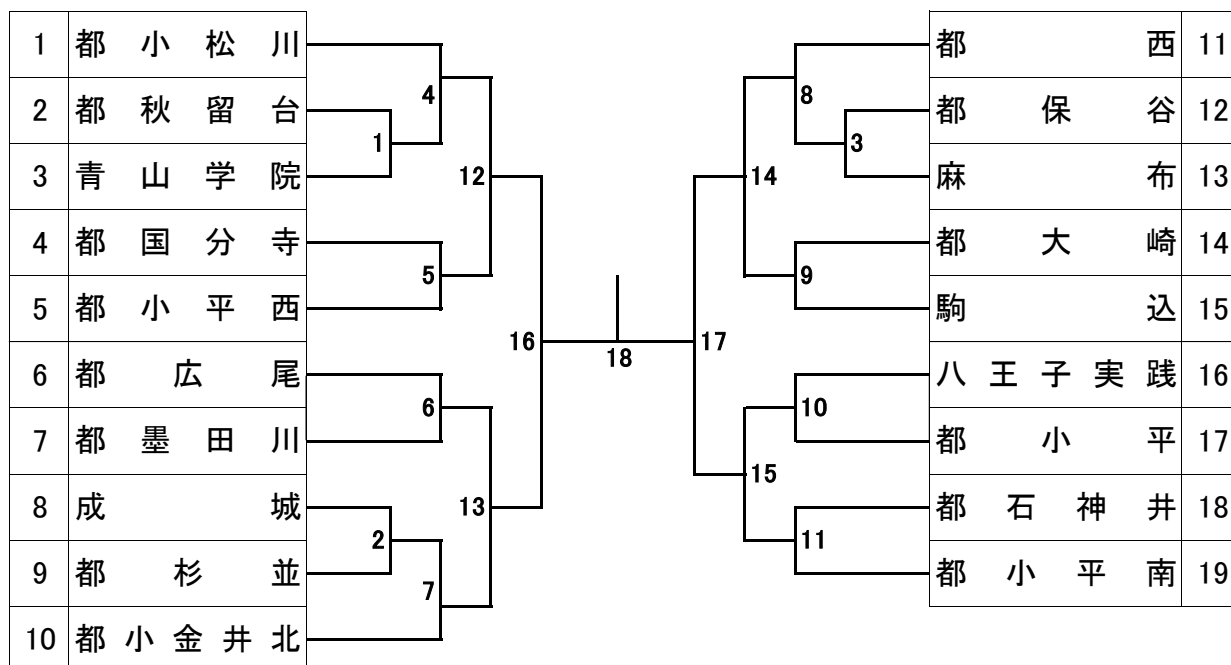 1 都小松川
2 都秋留台
3 青山学院
4 都国分寺
5 都小平西
6 都広尾
7 都墨田川
8 成城
9 都杉並
10 都小金井北
4
1
12
5
16
6
13
2
7
18
8
3
14
9
17
10
15
11
都西 11
都保谷 12
麻布 13
都大崎 14
駒込 15
八王子実践 16
都小平 17
都石神井 18
都小平南 19